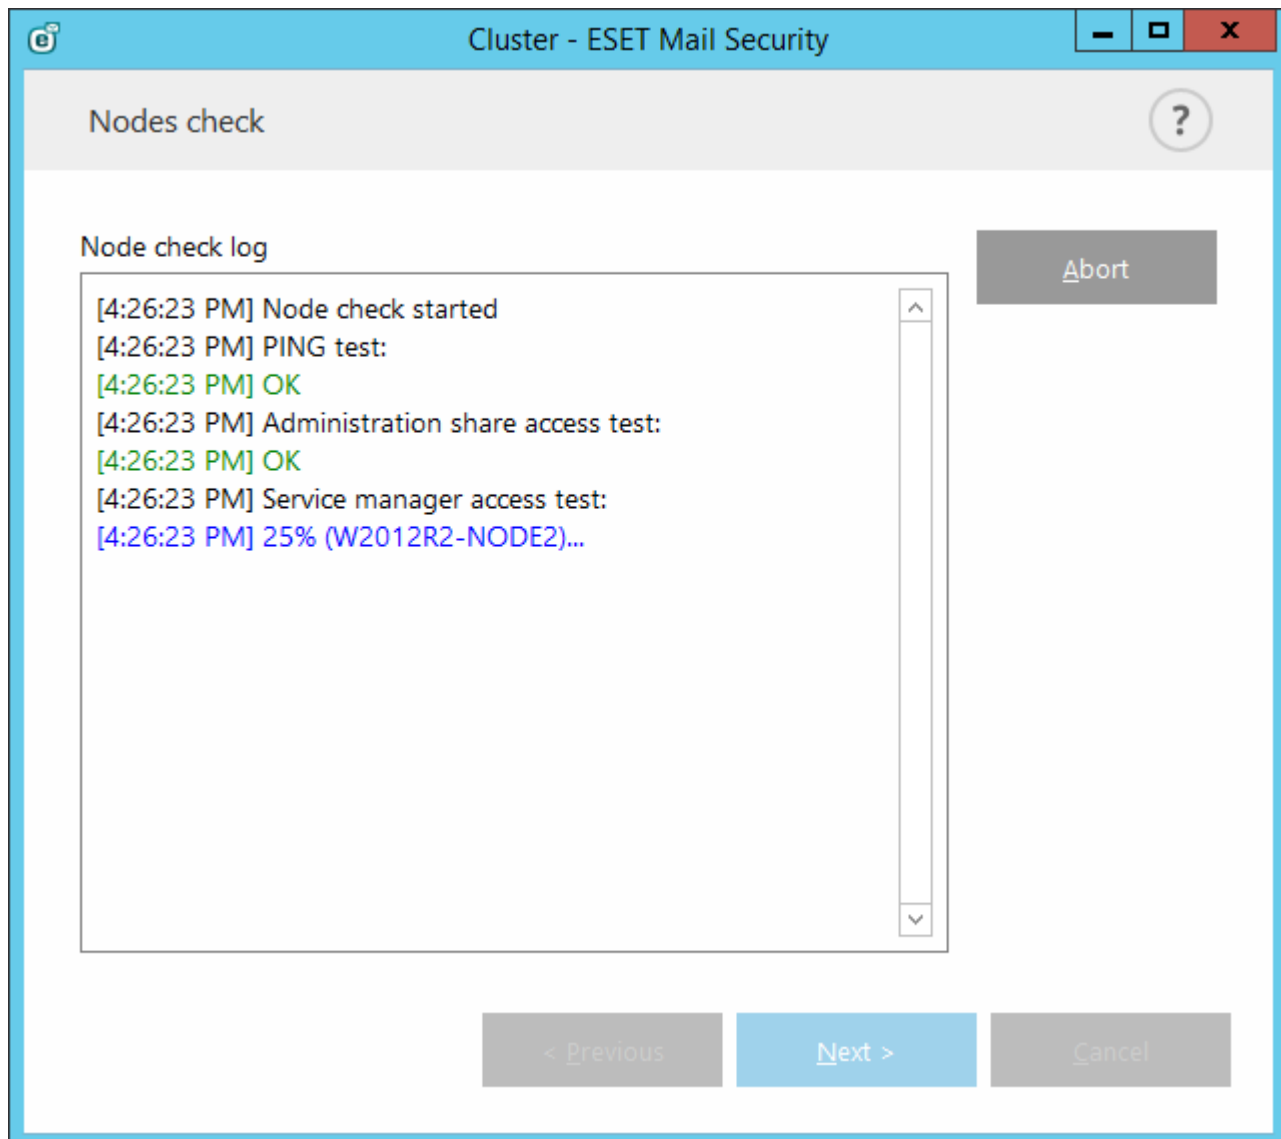 Cluster - ESET Mail Security
Nodes check
?
Node check log
Abort
[4:26:23 PM] Node check started
[4:26:23 PM] PING test:
[4:26:23 PM] OK
[4:26:23 PM] Administration share access test:
[4:26:23 PM] OK
[4:26:23 PM] Service manager access test:
[4:26:23 PM] 25% (W2012R2-NODE2)...
< Previous
Next >
Cancel